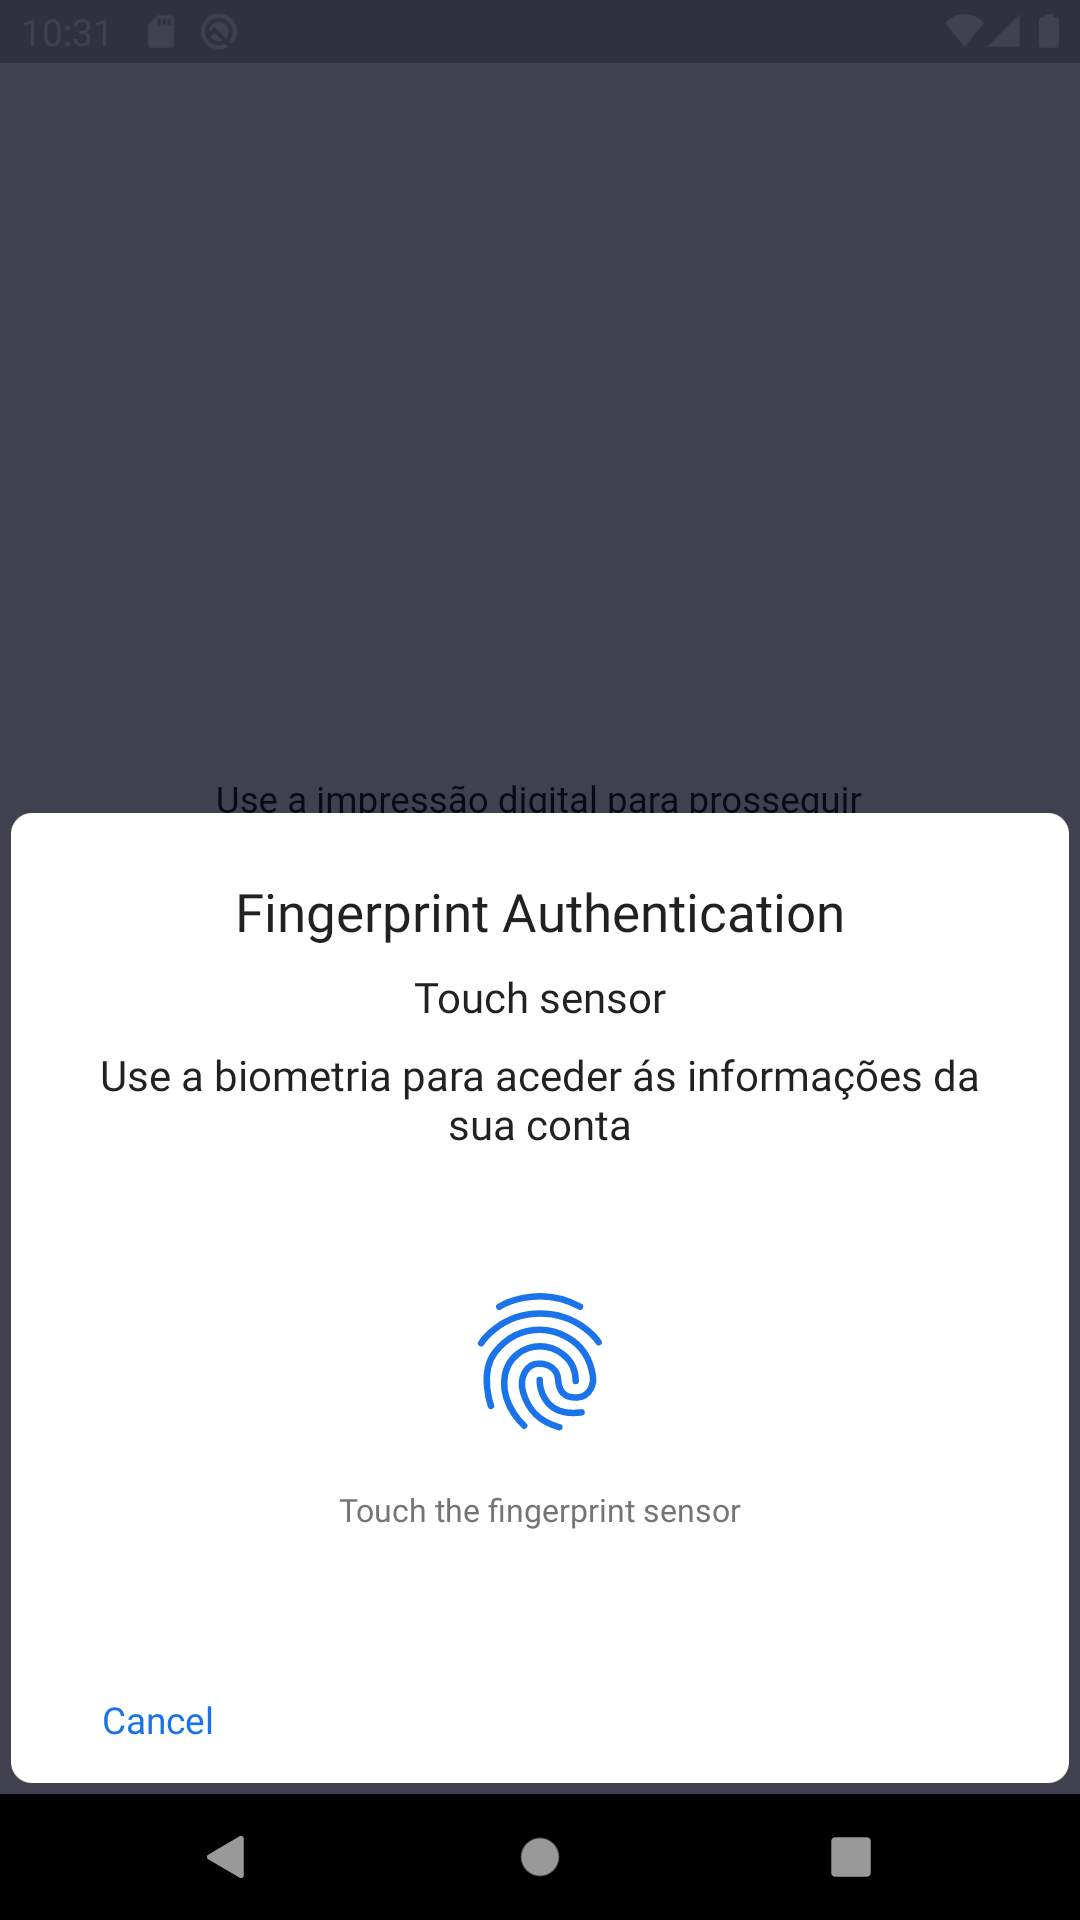 10:31
Use a impressão digital para prosseguir
Fingerprint Authentication
Touch sensor
Use a biometria para aceder ás informações da
sua conta
Touch the fingerprint sensor
Cancel